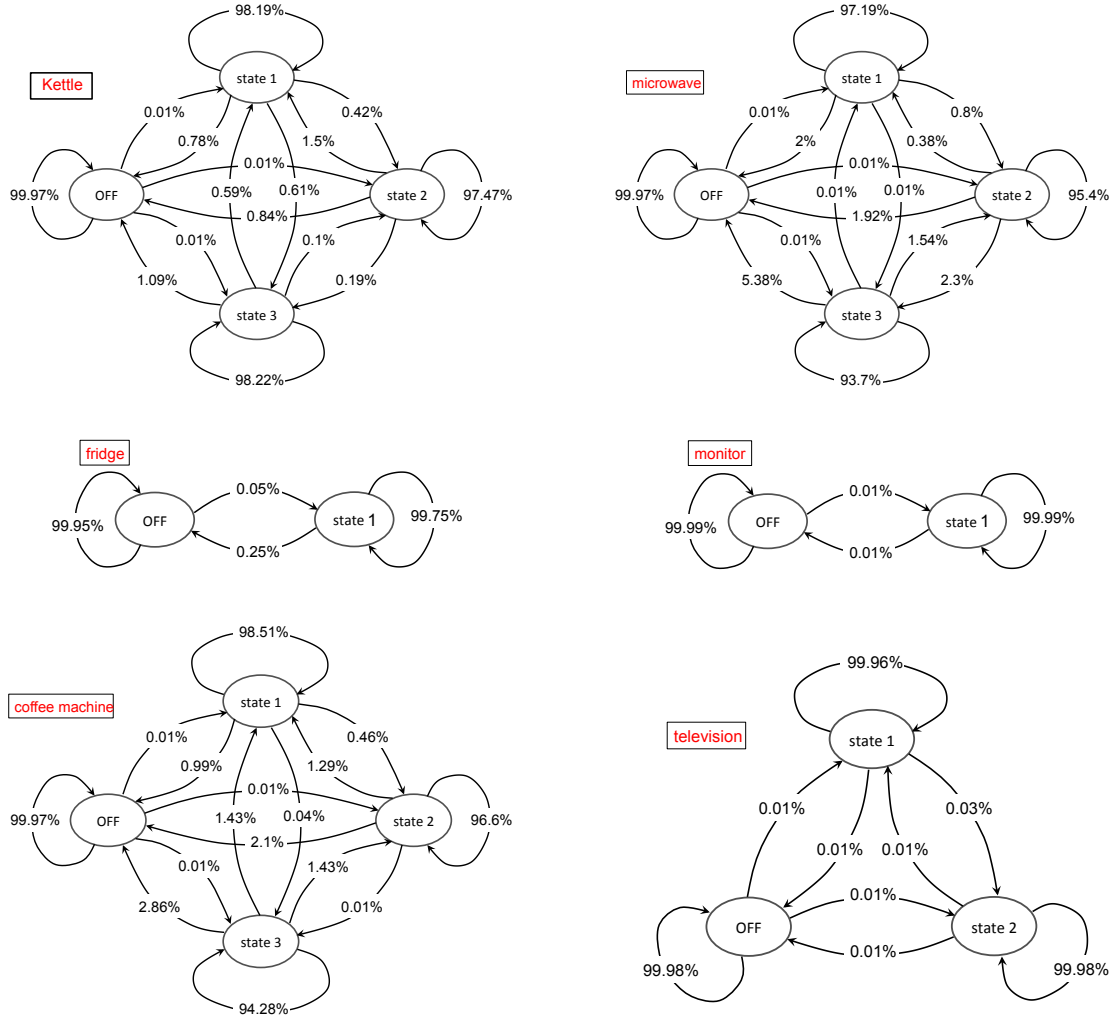 98.19%
state 1
Kettle
0.01%
0.42%
0.78%
1.5%
0.01%
99.97%
OFF
0.59%
0.61%
state 2
97.47%
0.84%
0.01%
0.1%
1.09%
0.19%
state 3
98.22%
97.19%
state 1
microwave
0.01%
0.8%
2%
0.38%
0.01%
99.97%
OFF
0.01%
0.01%
state 2
95.4%
1.92%
0.01%
1.54%
5.38%
2.3%
state 3
93.7%
fridge
0.05%
99.95%
OFF
state 1
99.75%
0.25%
monitor
0.01%
99.99%
OFF
state 1
99.99%
0.01%
98.51%
state 1
coffee machine
0.01%
0.46%
0.99%
1.29%
0.01%
99.97%
OFF
1.43%
0.04%
state 2
96.6%
2.1%
0.01%
1.43%
2.86%
0.01%
state 3
94.28%
99.96%
television
state 1
0.01%
0.03%
0.01%
0.01%
0.01%
OFF
state 2
0.01%
99.98%
99.98%